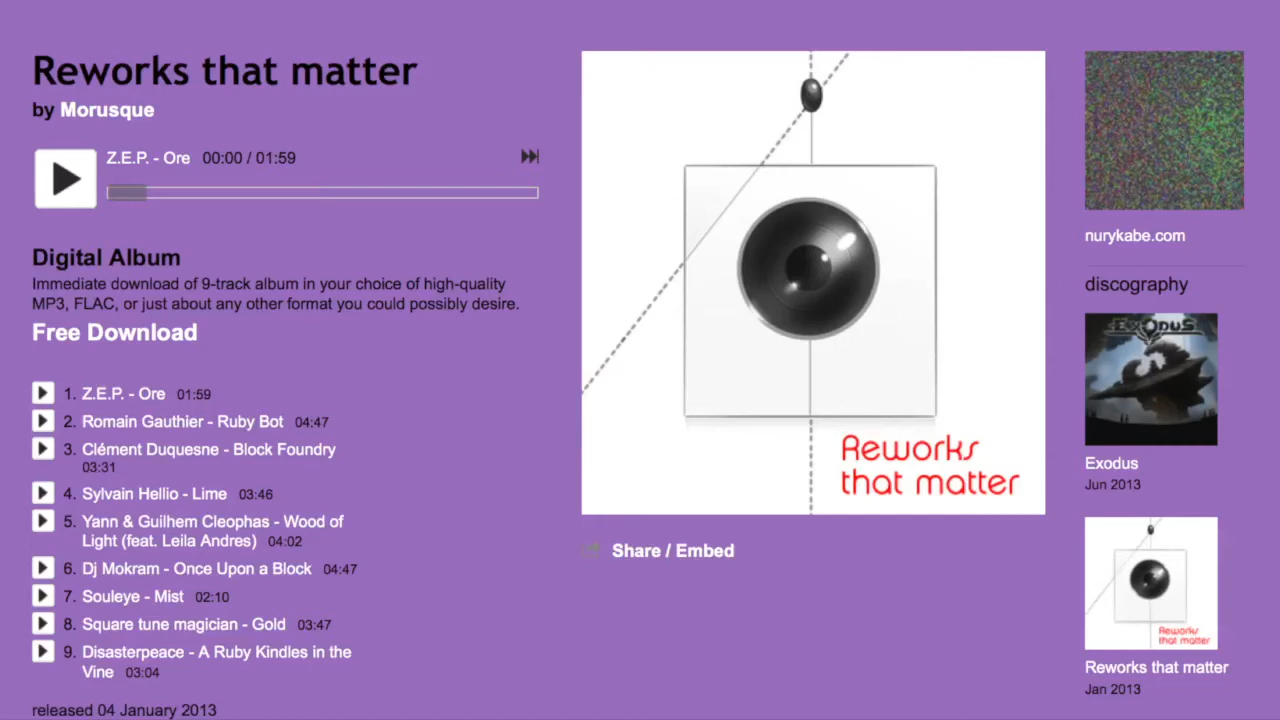 Reworks that matter
by Morusque
Z.E.P. - Ore 00:00 / 01:59
Digital Album
Immediate download of 9-track album in your choice of high-quality
MP3, FLAC, or just about any other format you could possibly desire.
Free Download
1. Z.E.P. - Ore 01:59
2. Romain Gauthier - Ruby Bot 04:47
3. Clément Duquesne - Block Foundry
03:31
4. Sylvain Hellio - Lime 03:46
5. Yann & Guilhem Cleophas - Wood of
Light (feat. Leila Andres) 04:02
6. Dj Mokram - Once Upon a Block 04:47
7. Souleye - Mist 02:10
8. Square tune magician - Gold 03:47
9. Disasterpeace - A Ruby Kindles in the
Vine 03:04
released 04 January 2013
Reworks
that matter
Share / Embed
nurykabe.com
discography
EXODUS
Exodus
Jun 2013
Reworks
that matter
Reworks that matter
Jan 2013